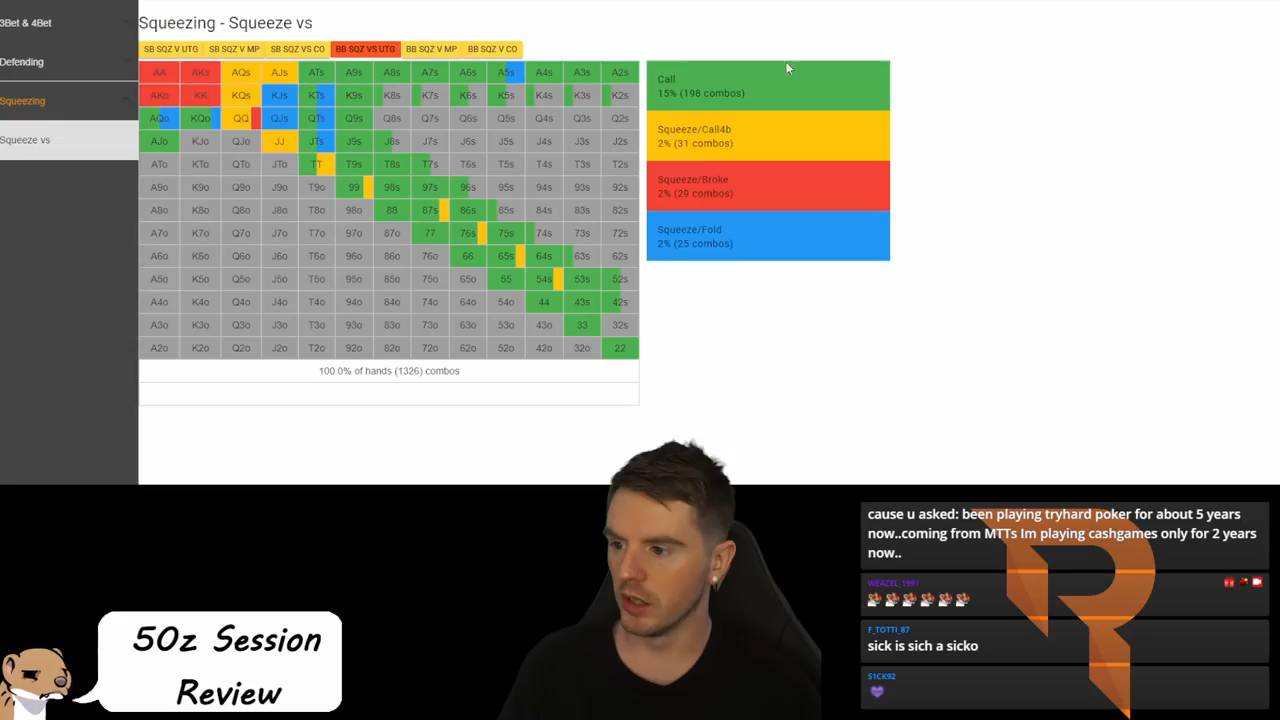 3Bet & 4Bet
Defending
Squeezing
Squeeze vs
Squeezing - Squeeze vs
SB SQZ V UTG SB SQZ V MP SB SQZ VS CO BB SQZ VS UTG BB SQZ V MP BB SQZ V CO
AA AKs AQs AJs ATs A9s A8s A7s A6s A5s A4s A3s A2s
AKo KK KQs KJs KTs K9s K8s K7s K6s K5s K4s K3s K2s
AQo KQo QQ QJs QTs Q9s Q8s Q7s Q6s Q5s Q4s Q3s Q2s
AJo KJo QJo JJ JTs J9s J8s J7s J6s J5s J4s J3s J2s
ATo KTo QTo JTo TT T9s T8s T7s T6s T5s T4s T3s T2s
A9o K9o Q9o J9o T9o 99 98s 97s 96s 95s 94s 93s 92s
A8o K8o Q8o J8o T8o 98o 88 87s 86s 85s 84s 83s 82s
A7o K7o Q7o J7o T7o 97o 87o 77 76s 75s 74s 73s 72s
A6o K6o Q6o J6o T6o 96o 86o 76o 66 65s 64s 63s 62s
A5o K5o Q5o J5o T5o 95o 85o 75o 65o 55 54s 53s 52s
A4o K4o Q4o J4o T4o 94o 84o 74o 64o 54o 44 43s 42s
A3o K3o Q3o J3o T3o 93o 83o 73o 63o 53o 43o 33 32s
A2o K2o Q2o J2o T2o 92o 82o 72o 62o 52o 42o 32o 22
100.0% of hands (1326) combos
Call
15% (198 combos)
Squeeze/Call4b
2% (31 combos)
Squeeze/Broke
2% (29 combos)
Squeeze/Fold
2% (25 combos)
50z Session
Review
cause u asked: been playing tryhard poker for about 5 years
now..coming from MTTs Im playing cashgames only for 2 years
now..
WEAZEL_1991
F_TOTTI_87
sick is sich a sicko
S1CK92